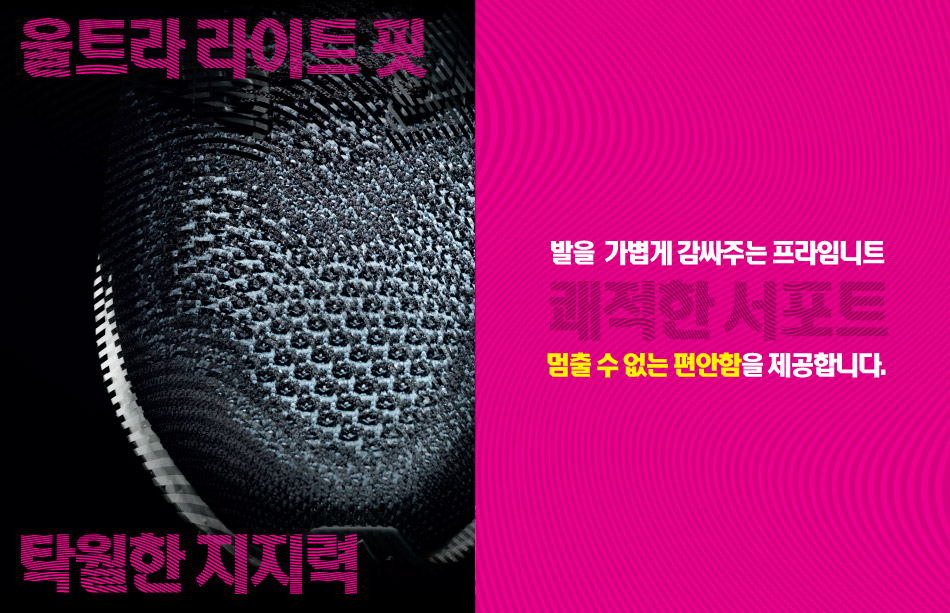 울트라 라이트 핏
탁월한 지지력
발을 가볍게 감싸주는 프라임니트
쾌적한 서포트
멈출 수 없는 편안함을 제공합니다.